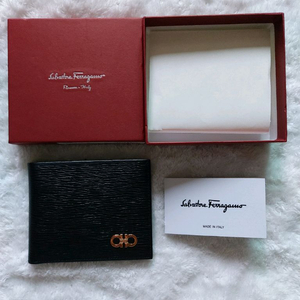 Salvatore Ferragamo
Firenze - Italy
Salvatore Ferragamo
MADE IN ITALY